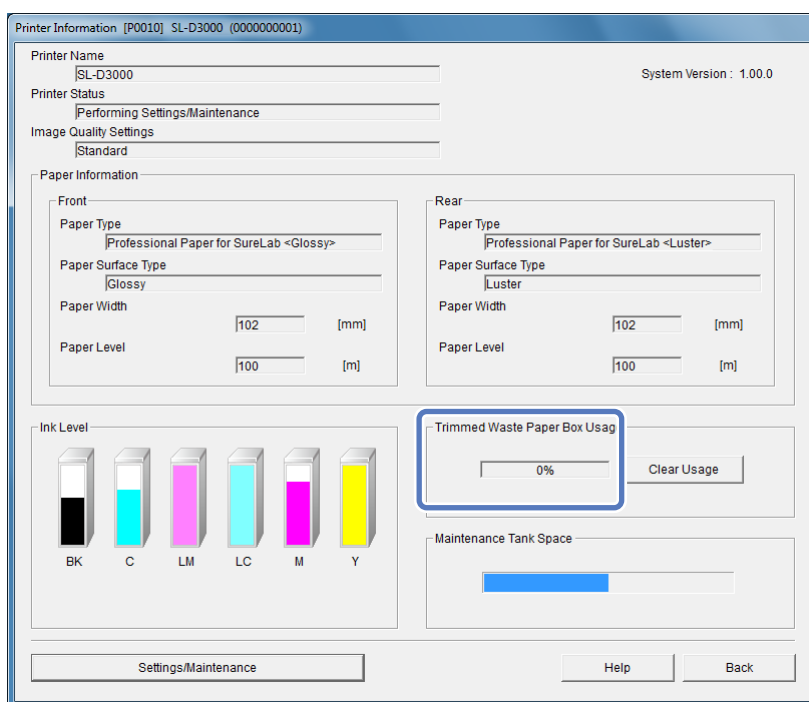 Printer Information [P0010] SL-D3000 (0000000001)
Printer Name
SL-D3000
System Version : 1.00.0
Printer Status
Performing Settings/Maintenance
Image Quality Settings
Standard
Paper Information
Front
Paper Type
Professional Paper for SureLab <Glossy>
Paper Surface Type
Glossy
Paper Width
102 [mm]
Paper Level
100 [m]
Rear
Paper Type
Professional Paper for SureLab <Luster>
Paper Surface Type
Luster
Paper Width
102 [mm]
Paper Level
100 [m]
Ink Level
BK C LM LC M Y
Trimmed Waste Paper Box Usag
0% Clear Usage
Maintenance Tank Space
Settings/Maintenance Help Back